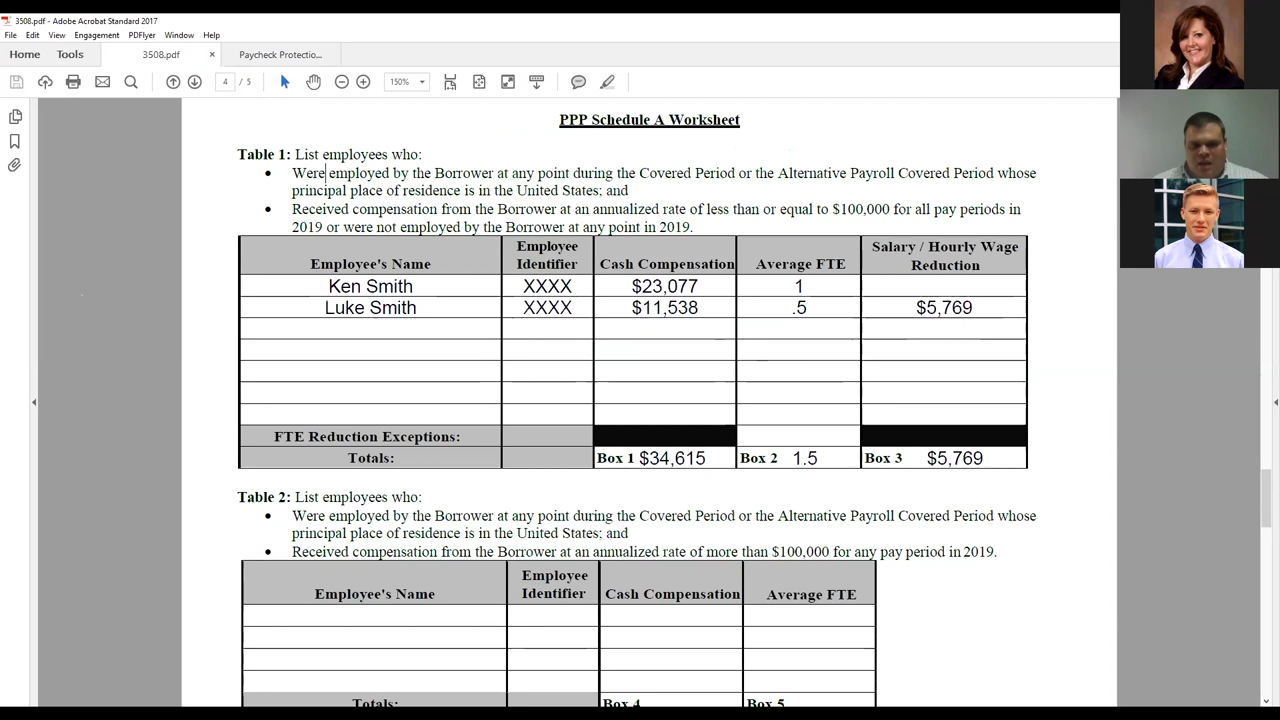 3508.pdf - Adobe Acrobat Standard 2017
File Edit View Engagement PDFlyer Window Help
Home Tools 3508.pdf × Paycheck Protectio...
4 / 5 150%
PPP Schedule A Worksheet
Table 1: List employees who:
• Were employed by the Borrower at any point during the Covered Period or the Alternative Payroll Covered Period whose
principal place of residence is in the United States; and
• Received compensation from the Borrower at an annualized rate of less than or equal to $100,000 for all pay periods in
2019 or were not employed by the Borrower at any point in 2019.
Employee's Name Employee Identifier Cash Compensation Average FTE Salary / Hourly Wage Reduction
Ken Smith XXXX $23,077 1
Luke Smith XXXX $11,538 .5 $5,769
FTE Reduction Exceptions:
Totals: Box 1 $34,615 Box 2 1.5 Box 3 $5,769
Table 2: List employees who:
• Were employed by the Borrower at any point during the Covered Period or the Alternative Payroll Covered Period whose
principal place of residence is in the United States; and
• Received compensation from the Borrower at an annualized rate of more than $100,000 for any pay period in 2019.
Employee's Name Employee Identifier Cash Compensation Average FTE
Totals: Box 4 Box 5